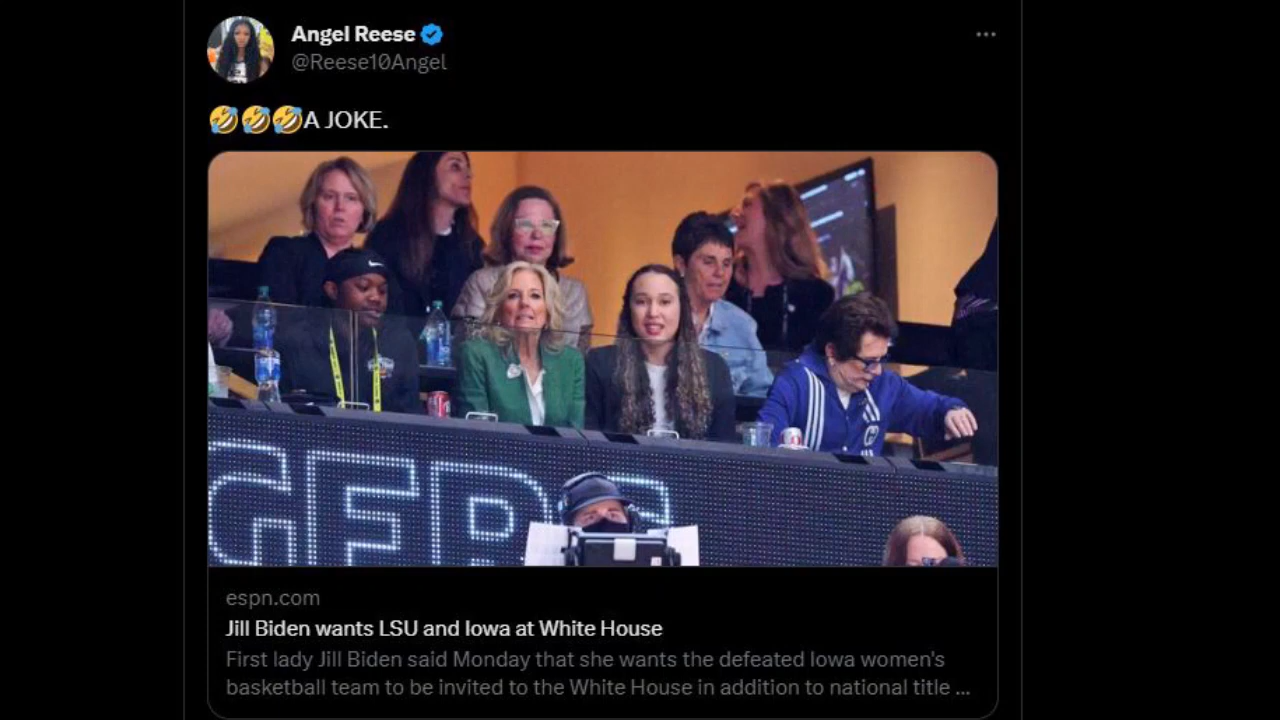 Angel Reese
@Reese10Angel
🤣🤣🤣A JOKE.
GERS
espn.com
Jill Biden wants LSU and Iowa at White House
First lady Jill Biden said Monday that she wants the defeated Iowa women's
basketball team to be invited to the White House in addition to national title ...